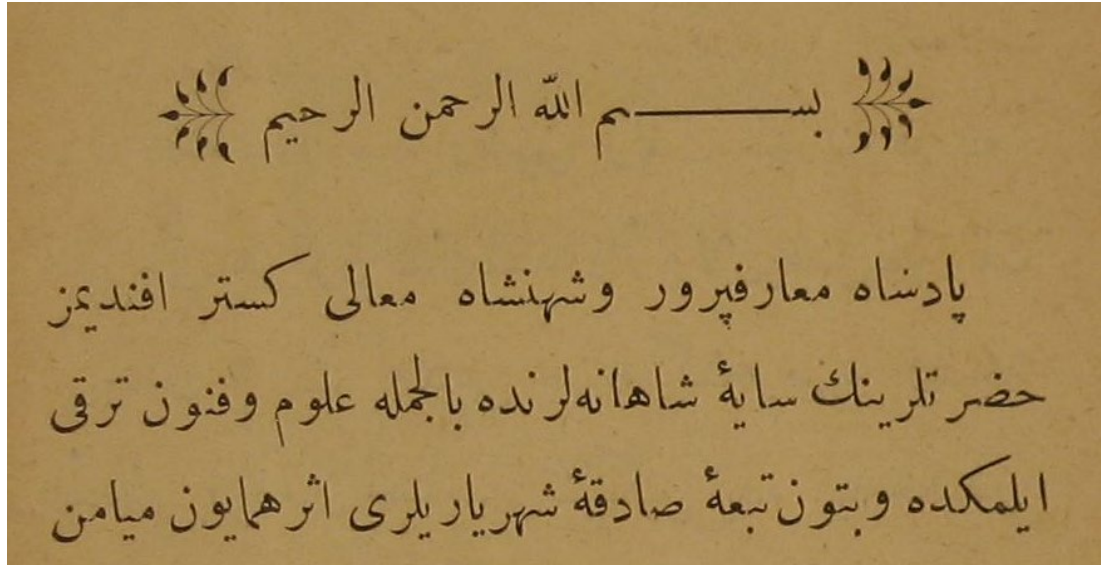 بسم الله الرحمن الرحيم
پادشاه معارفپرور وشهنشاه معالی کستر افندیمز
حضرتلرینك سایهٔ شاهانه‌لرنده بالجمله علوم وفنون ترقی
ایلمکده وبتون تبعهٔ صادقهٔ شهریاریلری اثر همایون میامن